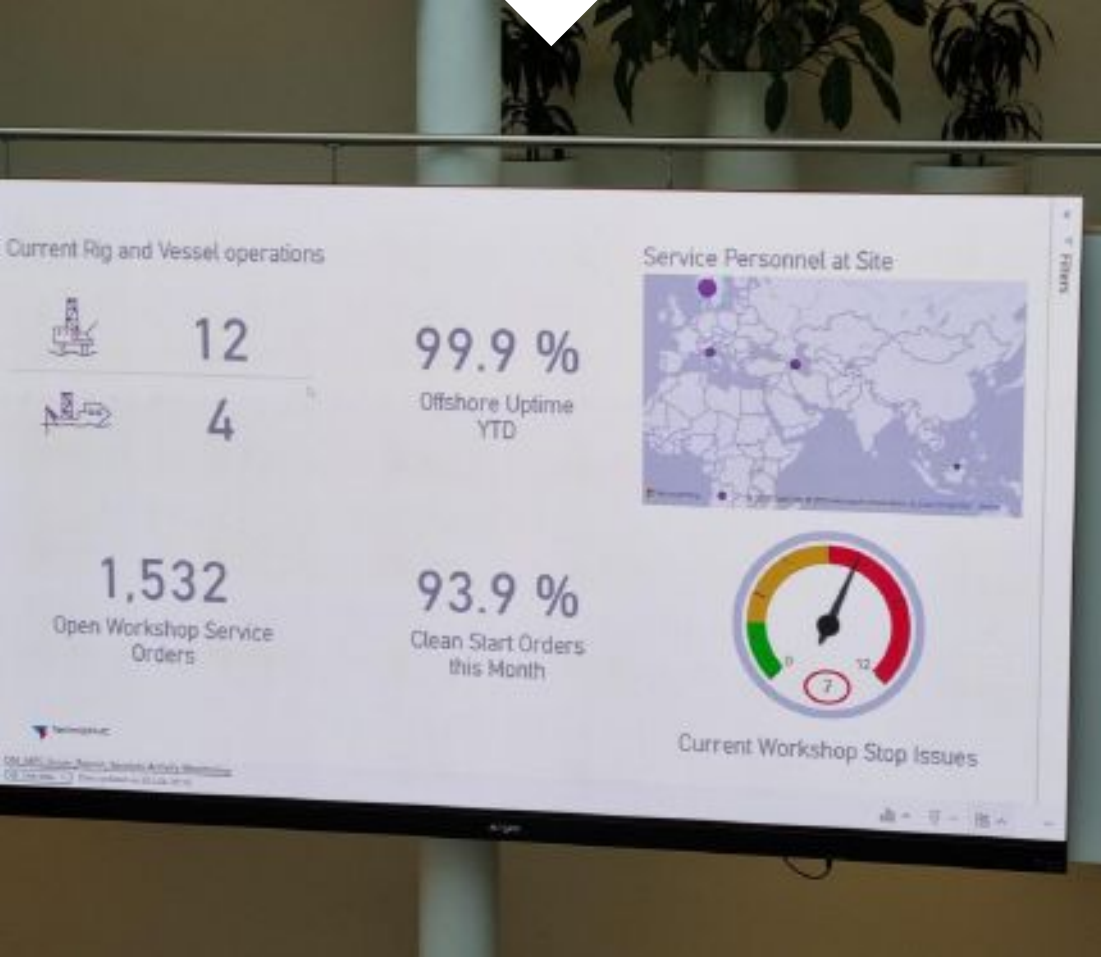 Current Rig and Vessel operations
12
4
99.9 %
Offshore Uptime
YTD
Service Personnel at Site
Filters
1,532
Open Workshop Service
Orders
93.9 %
Clean Start Orders
this Month
0
12
7
Current Workshop Stop Issues